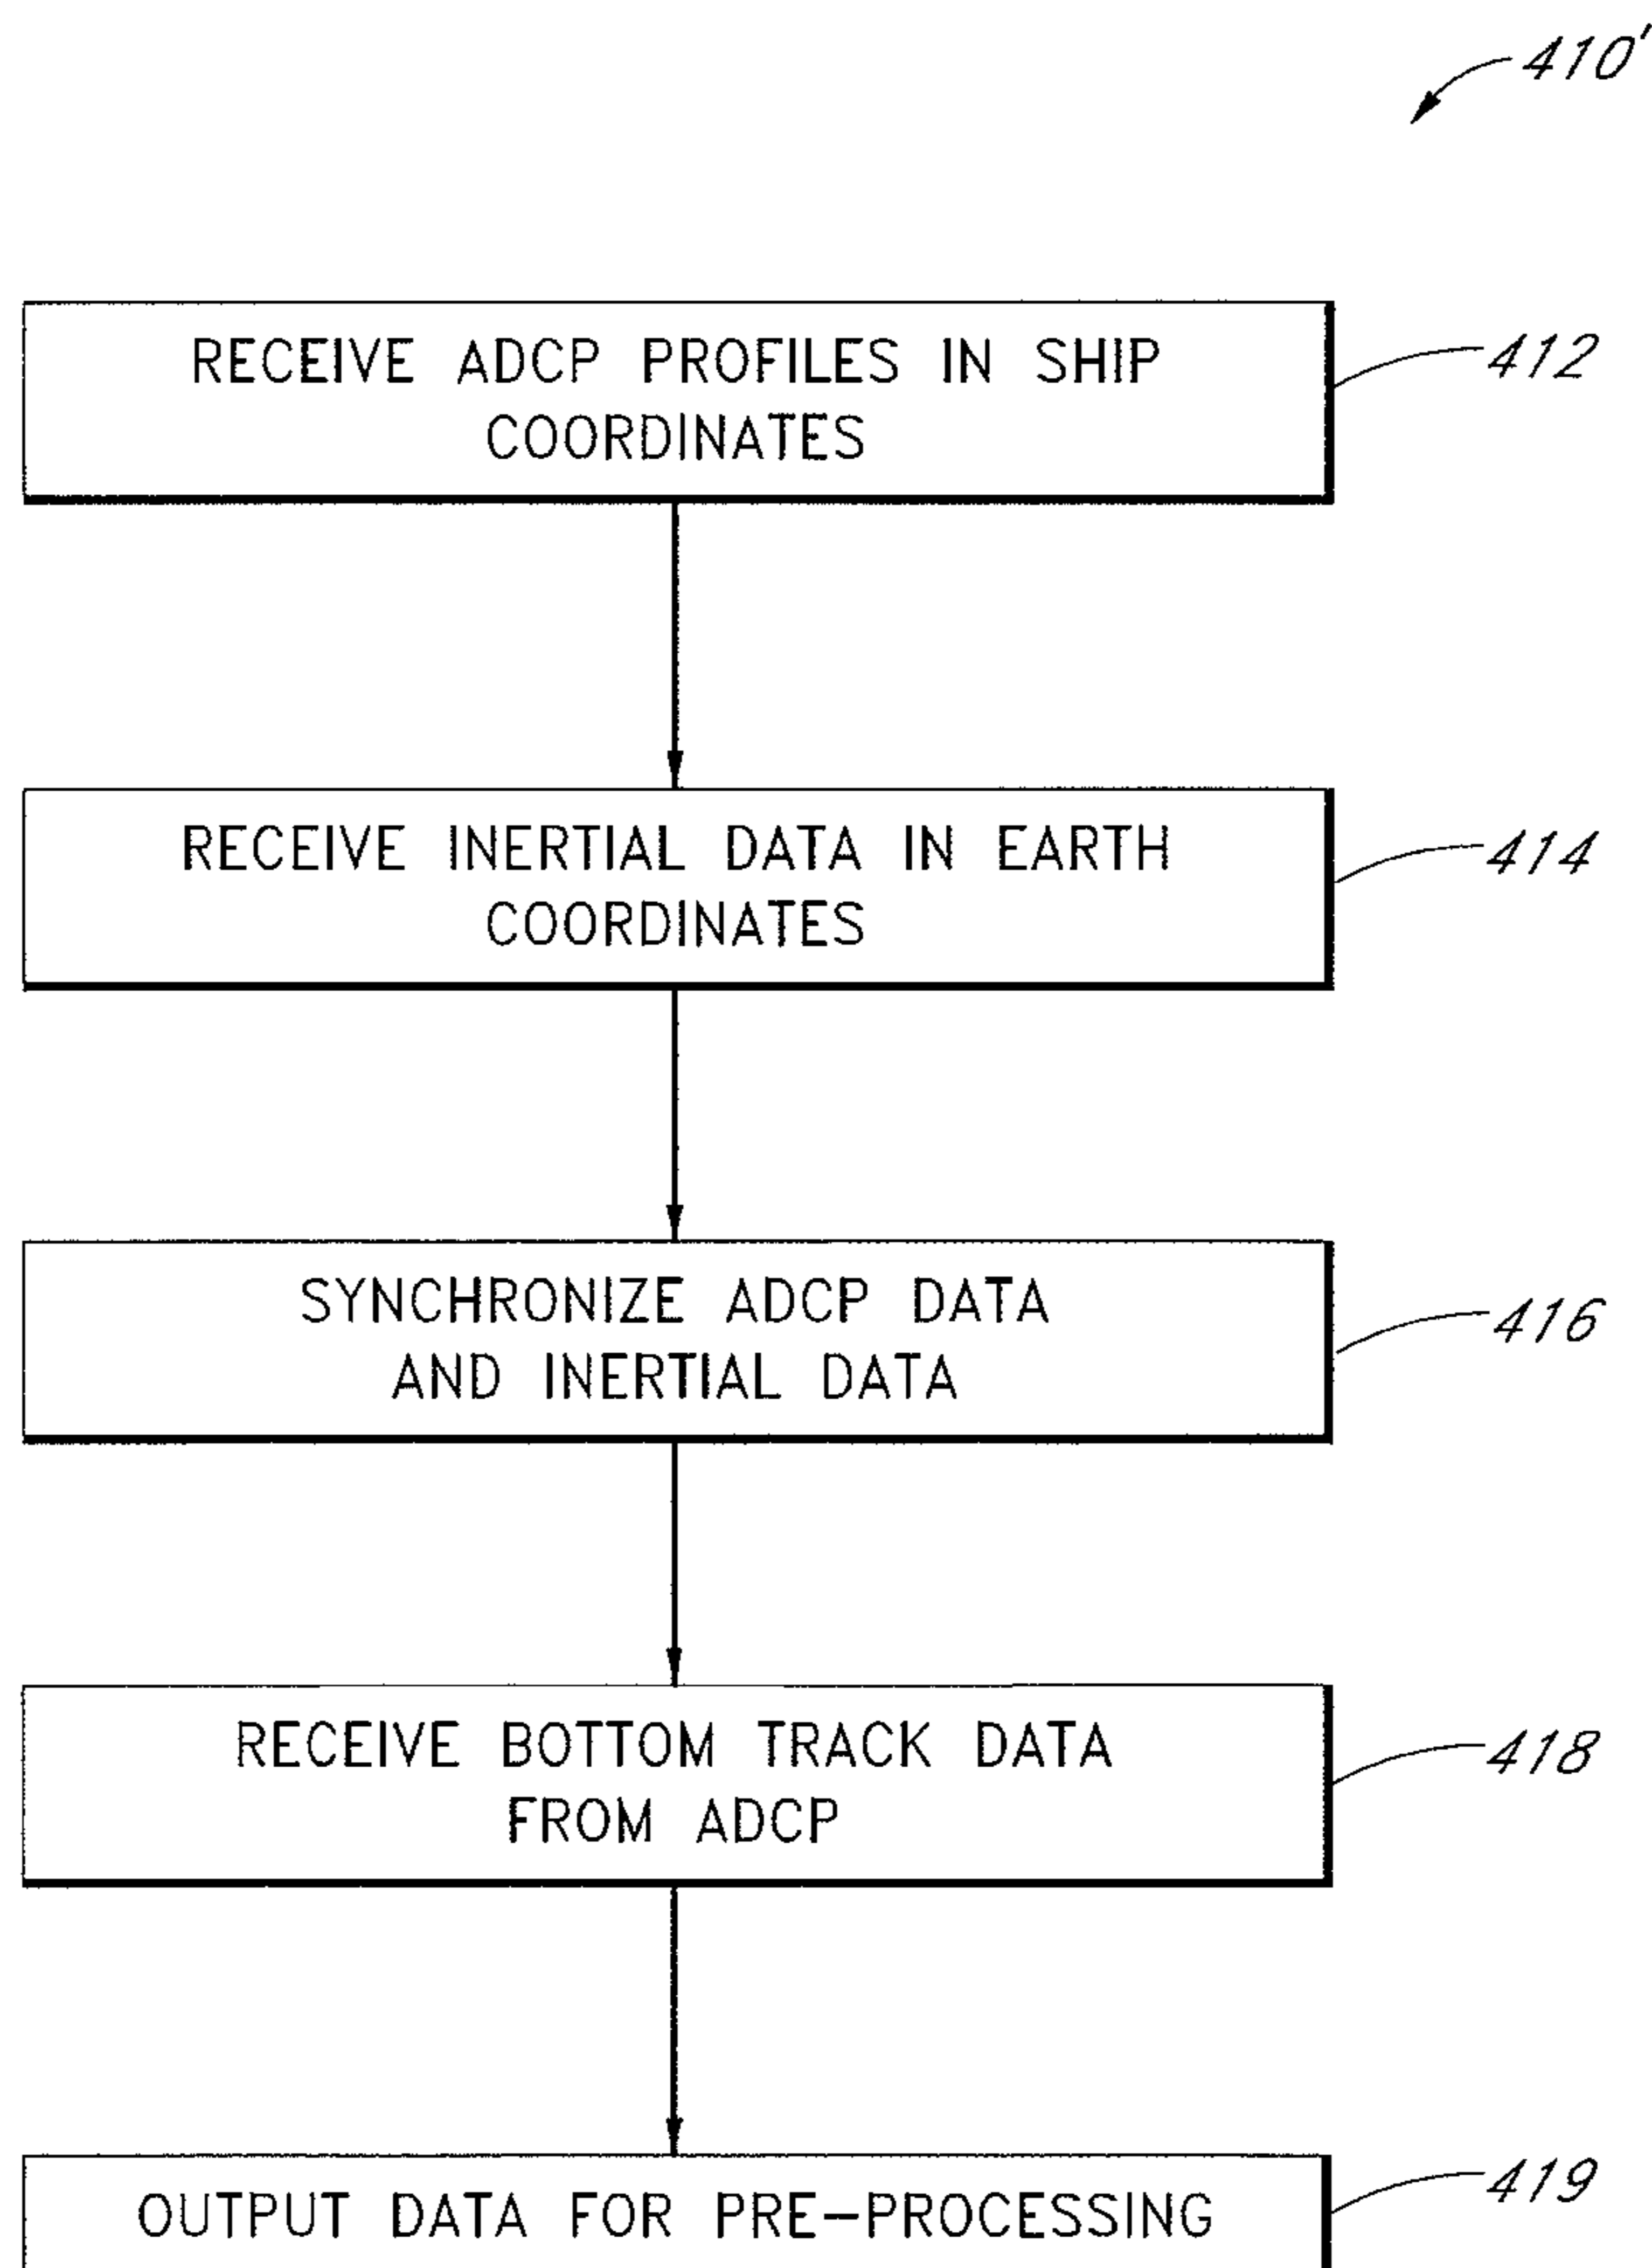 410'
RECEIVE ADCP PROFILES IN SHIP
COORDINATES
412
RECEIVE INERTIAL DATA IN EARTH
COORDINATES
414
SYNCHRONIZE ADCP DATA
AND INERTIAL DATA
416
RECEIVE BOTTOM TRACK DATA
FROM ADCP
418
OUTPUT DATA FOR PRE-PROCESSING
419